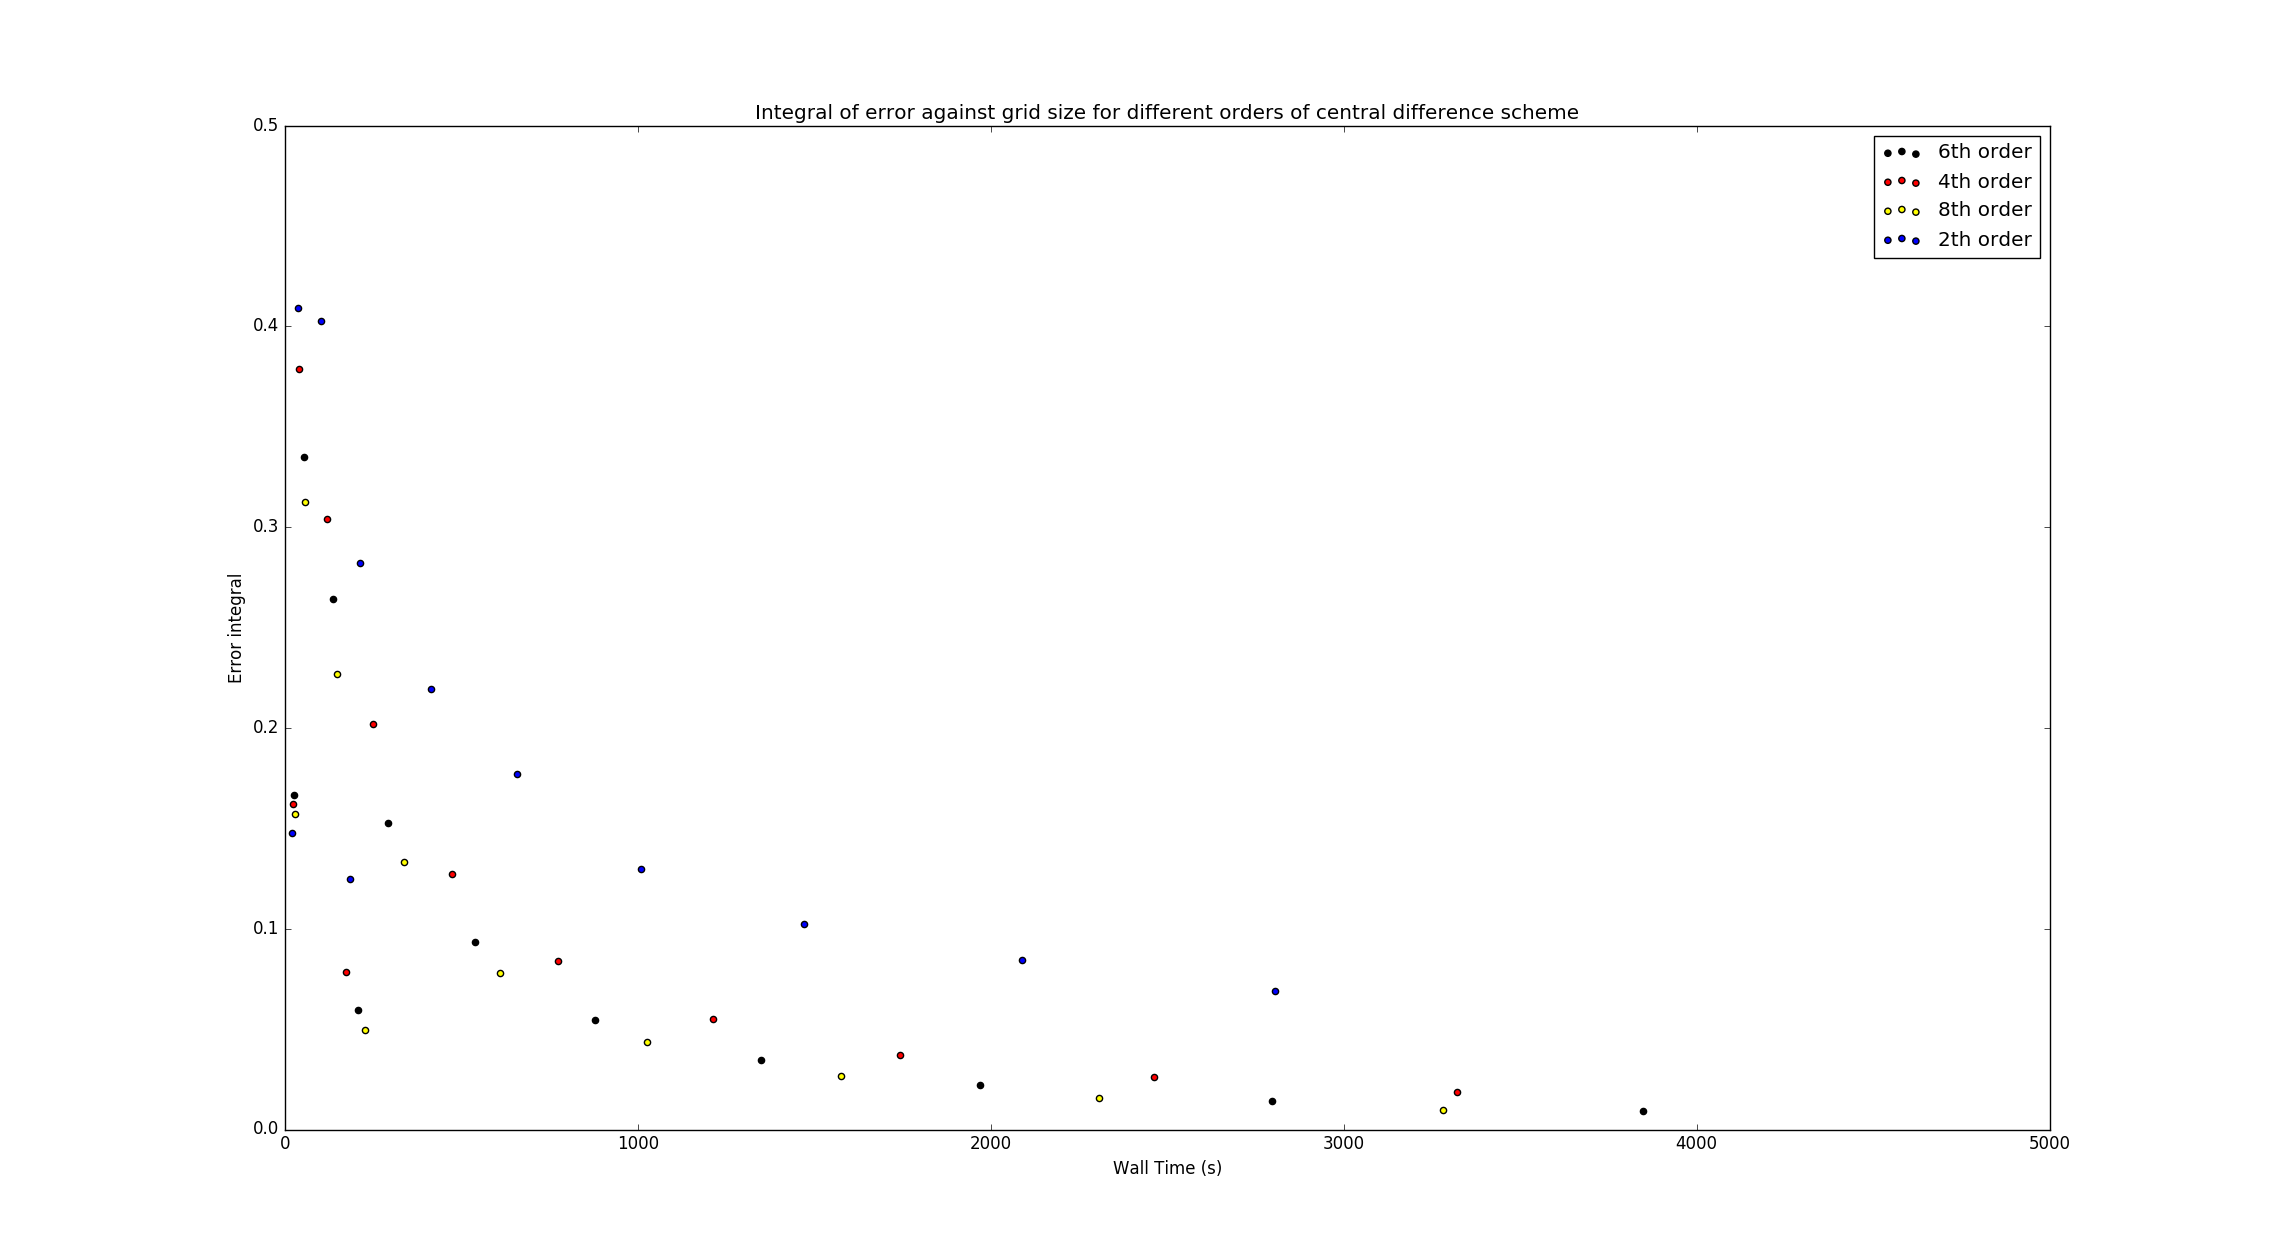 Integral of error against grid size for different orders of central difference scheme
0.5
0.4
0.3
0.2
0.1
0.0
Error integral
6th order
4th order
8th order
2th order
0 1000 2000 3000 4000 5000
Wall Time (s)